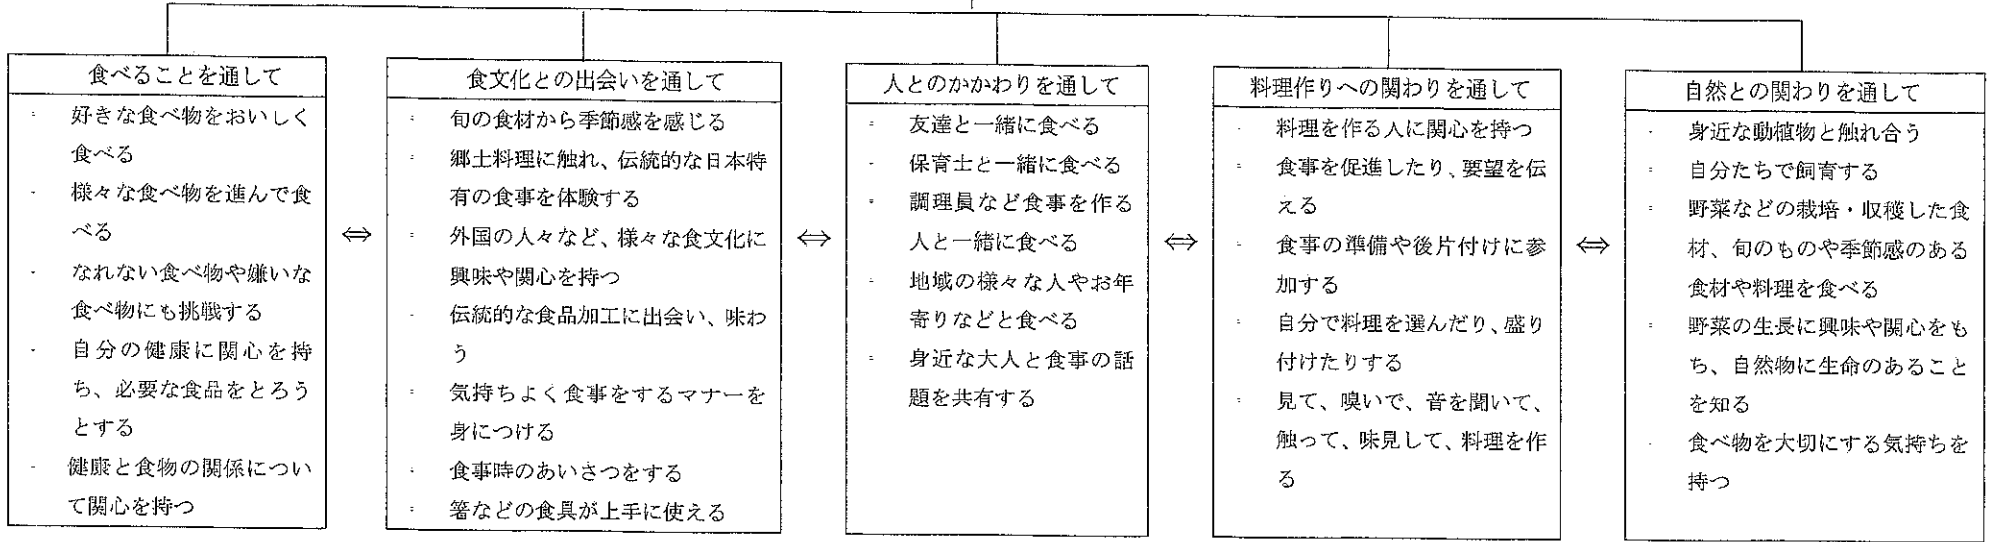 食べることを通して
・ 好きな食べ物をおいしく
食べる
・ 様々な食べ物を進んで食
べる
・ なれない食べ物や嫌いな
食べ物にも挑戦する
・ 自分の健康に関心を持
ち、必要な食品をとろう
とする
・ 健康と食物の関係につい
て関心を持つ
⇔
食文化との出会いを通して
・ 旬の食材から季節感を感じる
・ 郷土料理に触れ、伝統的な日本特
有の食事を体験する
・ 外国の人々など、様々な食文化に
興味や関心を持つ
・ 伝統的な食品加工に出会い、味わ
う
・ 気持ちよく食事をするマナーを
身につける
・ 食事時のあいさつをする
・ 箸などの食具が上手に使える
⇔
人とのかかわりを通して
・ 友達と一緒に食べる
・ 保育士と一緒に食べる
・ 調理員など食事を作る
人と一緒に食べる
・ 地域の様々な人やお年
寄りなどと食べる
・ 身近な大人と食事の話
題を共有する
⇔
料理作りへの関わりを通して
・ 料理を作る人に関心を持つ
・ 食事を促進したり、要望を伝
える
・ 食事の準備や後片付けに参
加する
・ 自分で料理を選んだり、盛り
付けたりする
・ 見て、嗅いで、音を聞いて、
触って、味見して、料理を作
る
⇔
自然との関わりを通して
・ 身近な動植物と触れ合う
・ 自分たちで飼育する
・ 野菜などの栽培・収穫した食
材、旬のものや季節感のある
食材や料理を食べる
・ 野菜の生長に興味や関心をも
ち、自然物に生命のあること
を知る
・ 食べ物を大切にする気持ちを
持つ